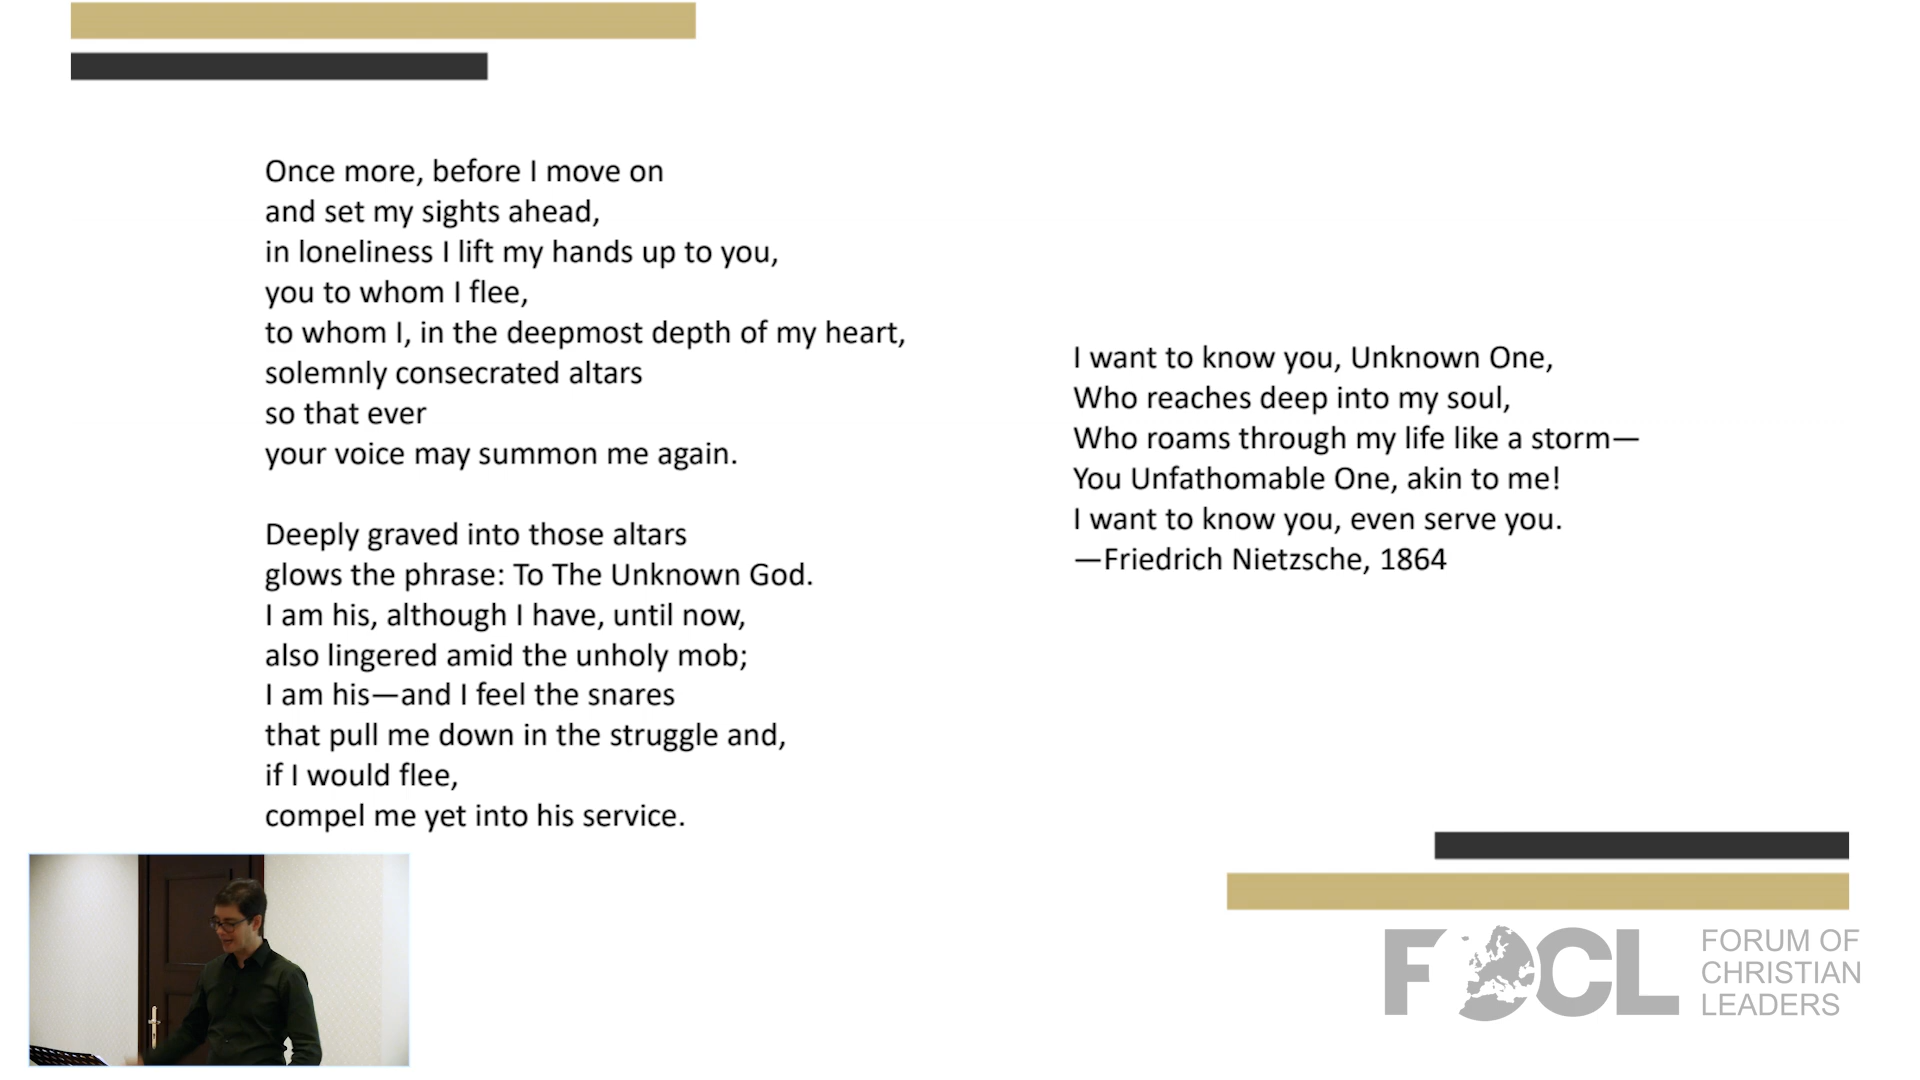 Once more, before I move on
and set my sights ahead,
in loneliness I lift my hands up to you,
you to whom I flee,
to whom I, in the deepmost depth of my heart,
solemnly consecrated altars
so that ever
your voice may summon me again.
Deeply graved into those altars
glows the phrase: To The Unknown God.
I am his, although I have, until now,
also lingered amid the unholy mob;
I am his—and I feel the snares
that pull me down in the struggle and,
if I would flee,
compel me yet into his service.
I want to know you, Unknown One,
Who reaches deep into my soul,
Who roams through my life like a storm—
You Unfathomable One, akin to me!
I want to know you, even serve you.
—Friedrich Nietzsche, 1864
FOCL
FORUM OF
CHRISTIAN
LEADERS